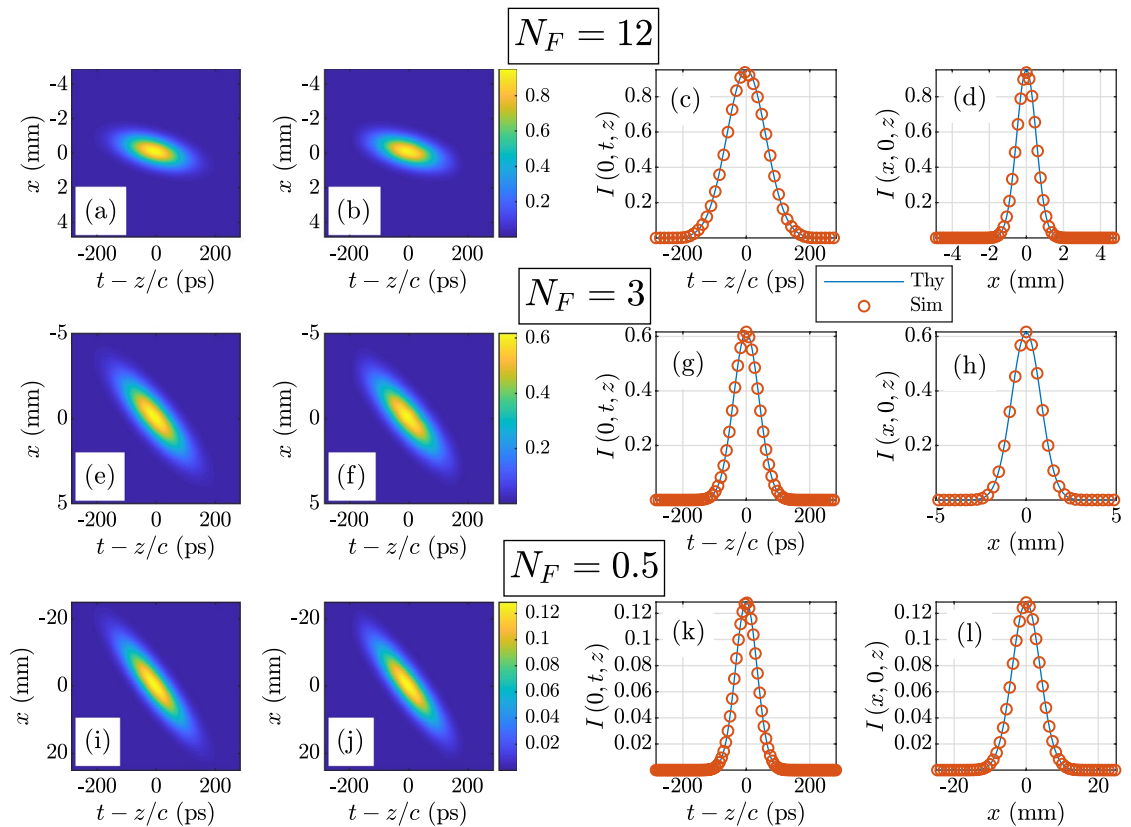 N_F = 12
-4
-2
0
2
4
x (mm)
(a)
-200 0 200
t − z/c (ps)
x (mm)
-4
-2
0
2
4
(b)
-200 0 200
t − z/c (ps)
0.8
0.6
0.4
0.2
I (0, t, z)
0.8
0.6
0.4
0.2
(c)
-200 0 200
t − z/c (ps)
I (x, 0, z)
0.8
0.6
0.4
0.2
(d)
-4 -2 0 2 4
x (mm)
N_F = 3
Thy
Sim
x (mm)
-5
0
5
(e)
-200 0 200
t − z/c (ps)
x (mm)
-5
0
5
(f)
-200 0 200
t − z/c (ps)
0.6
0.4
0.2
I (0, t, z)
0.6
0.4
0.2
(g)
-200 0 200
t − z/c (ps)
I (x, 0, z)
0.6
0.4
0.2
(h)
-5 0 5
x (mm)
N_F = 0.5
x (mm)
-20
0
20
(i)
-200 0 200
t − z/c (ps)
x (mm)
-20
0
20
(j)
-200 0 200
t − z/c (ps)
0.12
0.1
0.08
0.06
0.04
0.02
I (0, t, z)
0.12
0.1
0.08
0.06
0.04
0.02
(k)
-200 0 200
t − z/c (ps)
I (x, 0, z)
0.12
0.1
0.08
0.06
0.04
0.02
(l)
-20 0 20
x (mm)